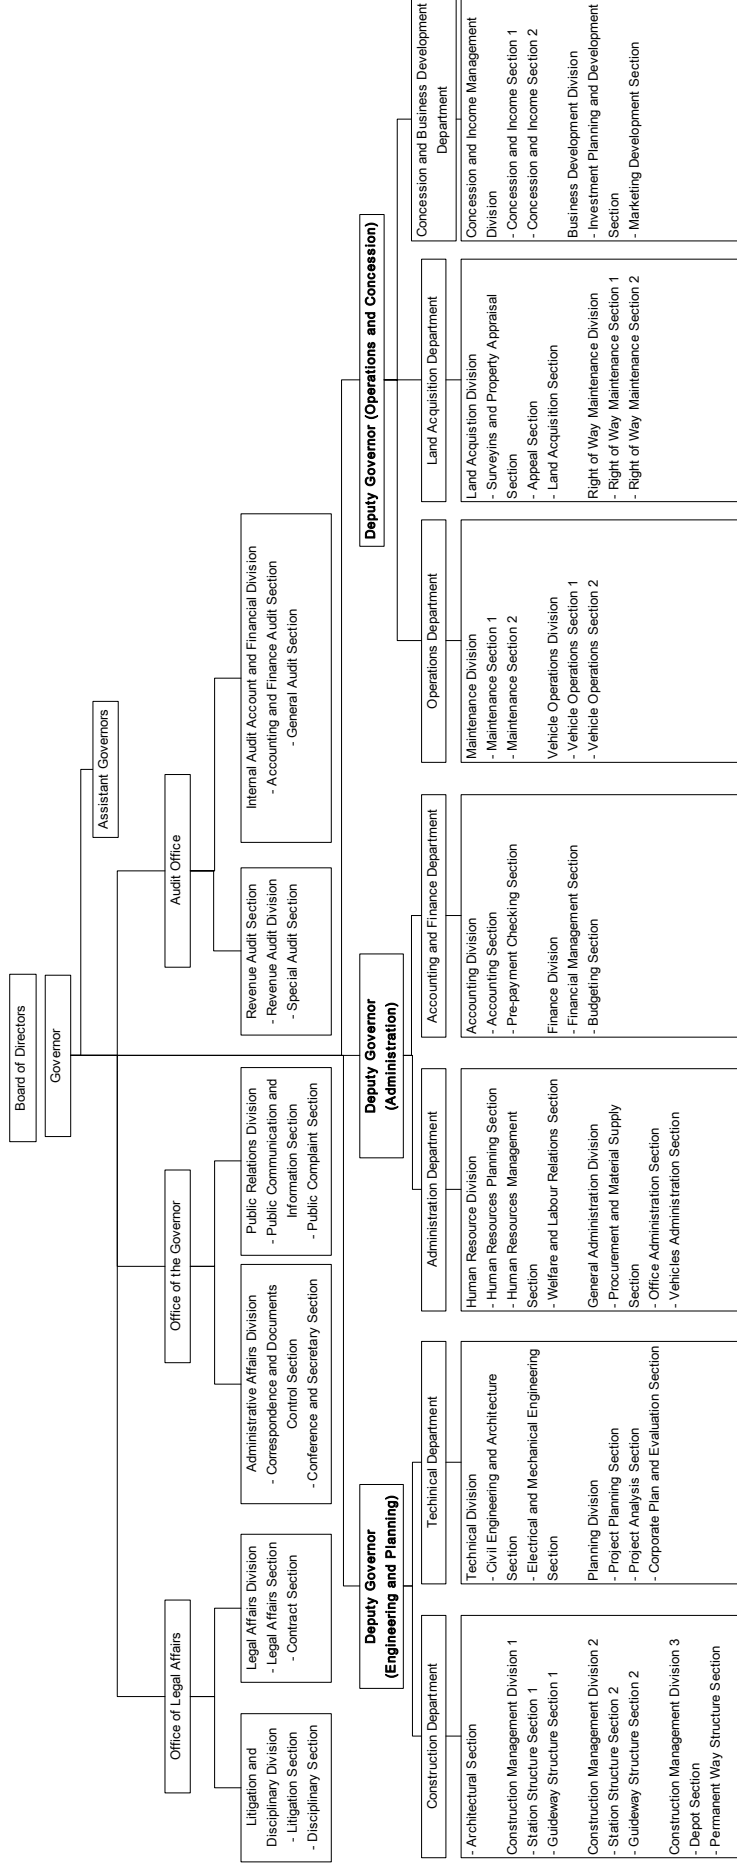 Board of Directors
Governor
Assistant Governors
Office of Legal Affairs
Office of the Governor
Audit Office
Litigation and
Disciplinary Division
- Litigation Section
- Disciplinary Section
Legal Affairs Division
- Legal Affairs Section
- Contract Section
Administrative Affairs Division
- Correspondence and Documents
Control Section
- Conference and Secretary Section
Public Relations Division
- Public Communication and
Information Section
- Public Complaint Section
Revenue Audit Section
- Revenue Audit Division
- Special Audit Section
Internal Audit Account and Financial Division
- Accounting and Finance Audit Section
- General Audit Section
Deputy Governor
(Engineering and Planning)
Deputy Governor
(Administration)
Deputy Governor (Operations and Concession)
Construction Department
- Architectural Section
Construction Management Division 1
- Station Structure Section 1
- Guideway Structure Section 1
Construction Management Division 2
- Station Structure Section 2
- Guideway Structure Section 2
Construction Management Division 3
- Depot Section
- Permanent Way Structure Section
Techinical Department
Technical Division
- Civil Engineering and Architecture
Section
- Electrical and Mechanical Engineering
Section
Planning Division
- Project Planning Section
- Project Analysis Section
- Corporate Plan and Evaluation Section
Administration Department
Human Resource Division
- Human Resources Planning Section
- Human Resources Management
Section
- Welfare and Labour Relations Section
General Administration Division
- Procurement and Material Supply
Section
- Office Administration Section
- Vehicles Administration Section
Accounting and Finance Department
Accounting Division
- Accounting Section
- Pre-payment Checking Section
Finance Division
- Financial Management Section
- Budgeting Section
Operations Department
Maintenance Division
- Maintenance Section 1
- Maintenance Section 2
Vehicle Operations Division
- Vehicle Operations Section 1
- Vehicle Operations Section 2
Land Acquisition Department
Land Acquistion Division
- Surveyins and Property Appraisal
Section
- Appeal Section
- Land Acquisition Section
Right of Way Maintenance Division
- Right of Way Maintenance Section 1
- Right of Way Maintenance Section 2
Concession and Business Development
Department
Concession and Income Management
Division
- Concession and Income Section 1
- Concession and Income Section 2
Business Development Division
- Investment Planning and Development
Section
- Marketing Development Section